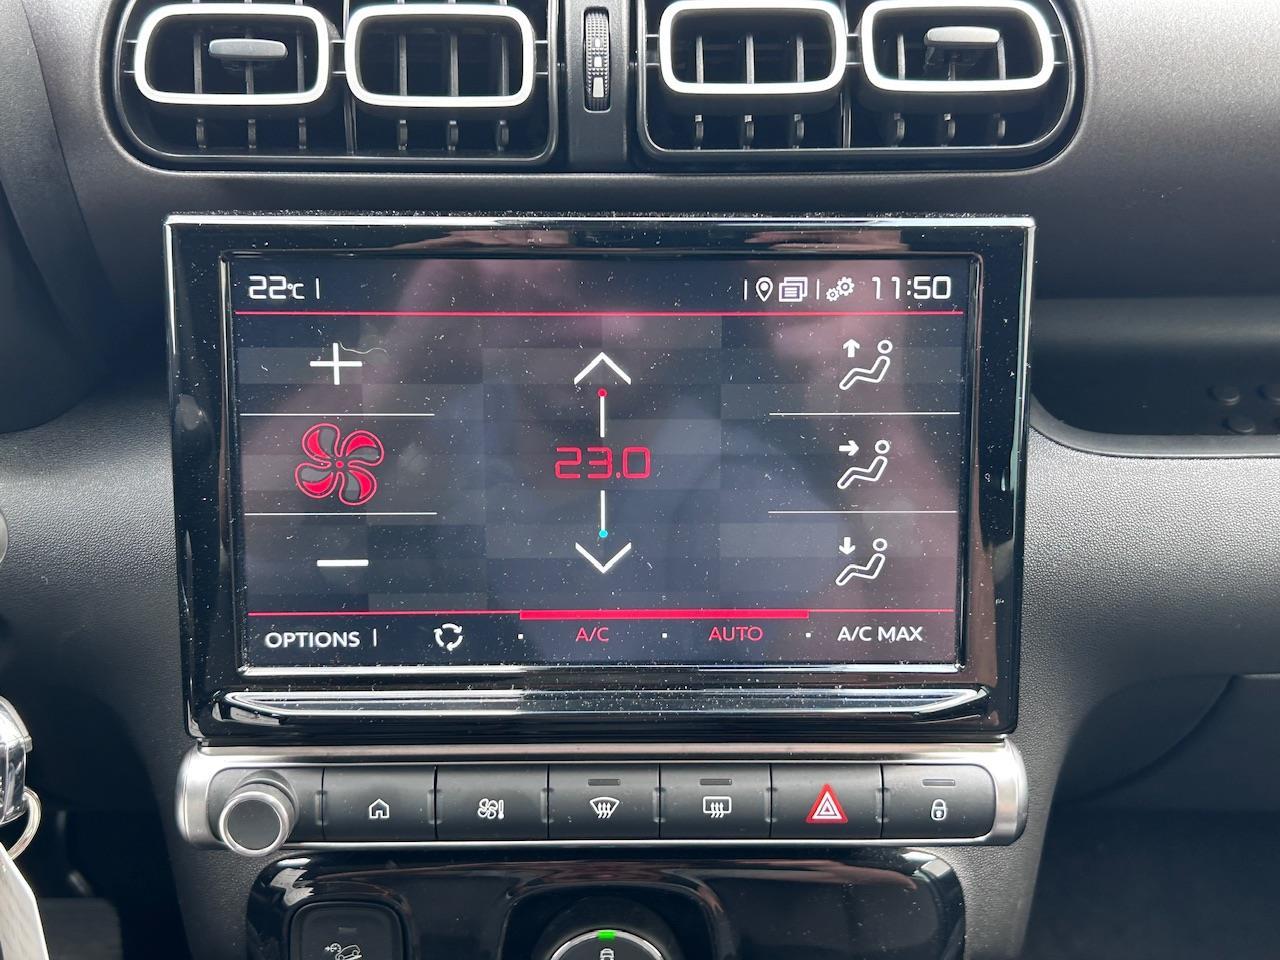 22°C 11:50
23.0
OPTIONS A/C AUTO A/C MAX